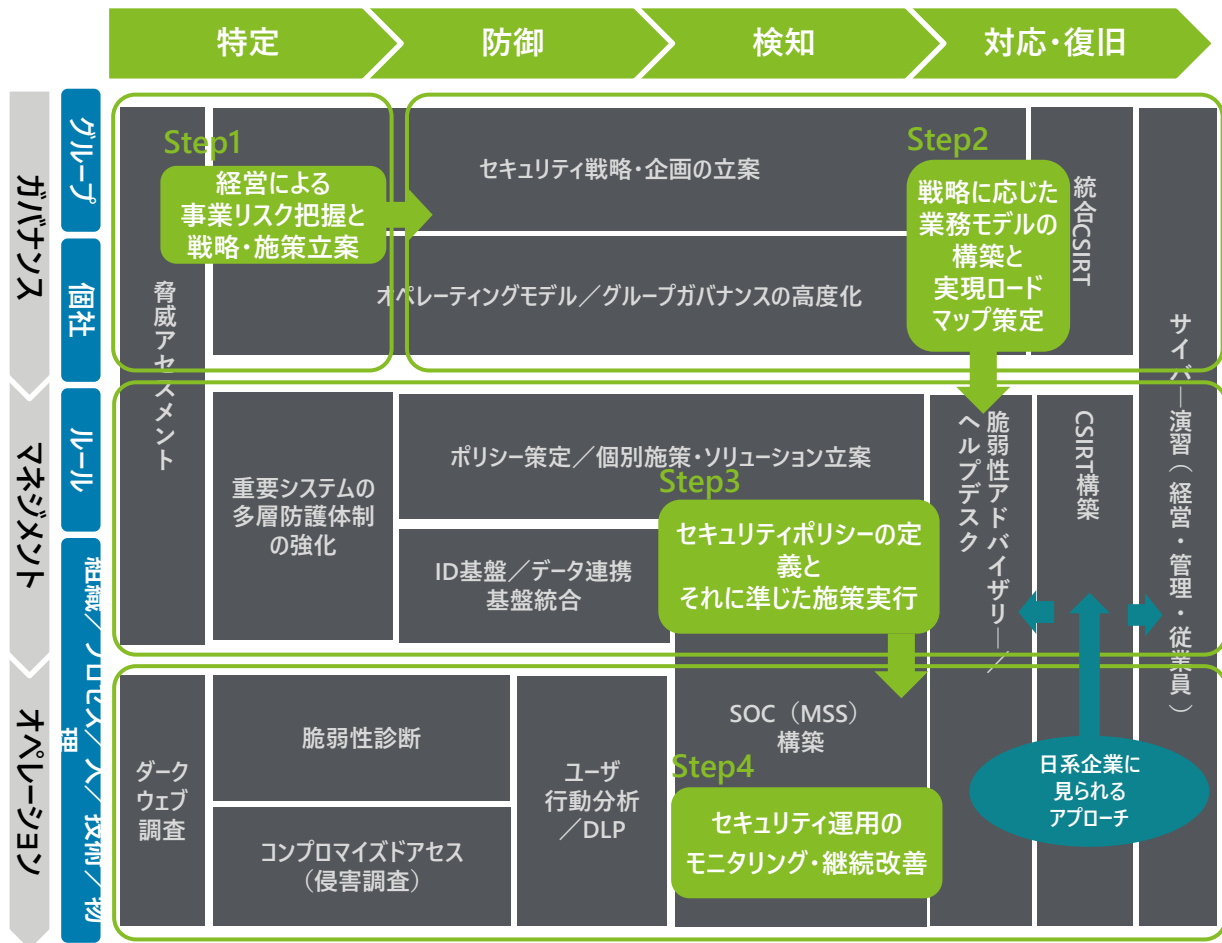 特定
防御
検知
対応・復旧
ガバナンス
マネジメント
オペレーション
グループ
個社
ルール
組織／プロセス／人／技術／物
理
脅威アセスメント
Step1
経営による
事業リスク把握と
戦略・施策立案
セキュリティ戦略・企画の立案
オペレーティングモデル／グループガバナンスの高度化
Step2
戦略に応じた
業務モデルの
構築と
実現ロード
マップ策定
統合CSIRT
サイバー演習（経営・管理・従業員）
重要システムの
多層防護体制
の強化
ポリシー策定／個別施策・ソリューション立案
ID基盤／データ連携
基盤統合
Step3
セキュリティポリシーの定
義と
それに準じた施策実行
脆弱性アドバイザリー／
ヘルプデスク
CSIRT構築
ダーク
ウェブ
調査
脆弱性診断
コンプロマイズドアセス
（侵害調査）
ユーザ
行動分析
／DLP
SOC（MSS）
構築
Step4
セキュリティ運用の
モニタリング・継続改善
日系企業に
見られる
アプローチ